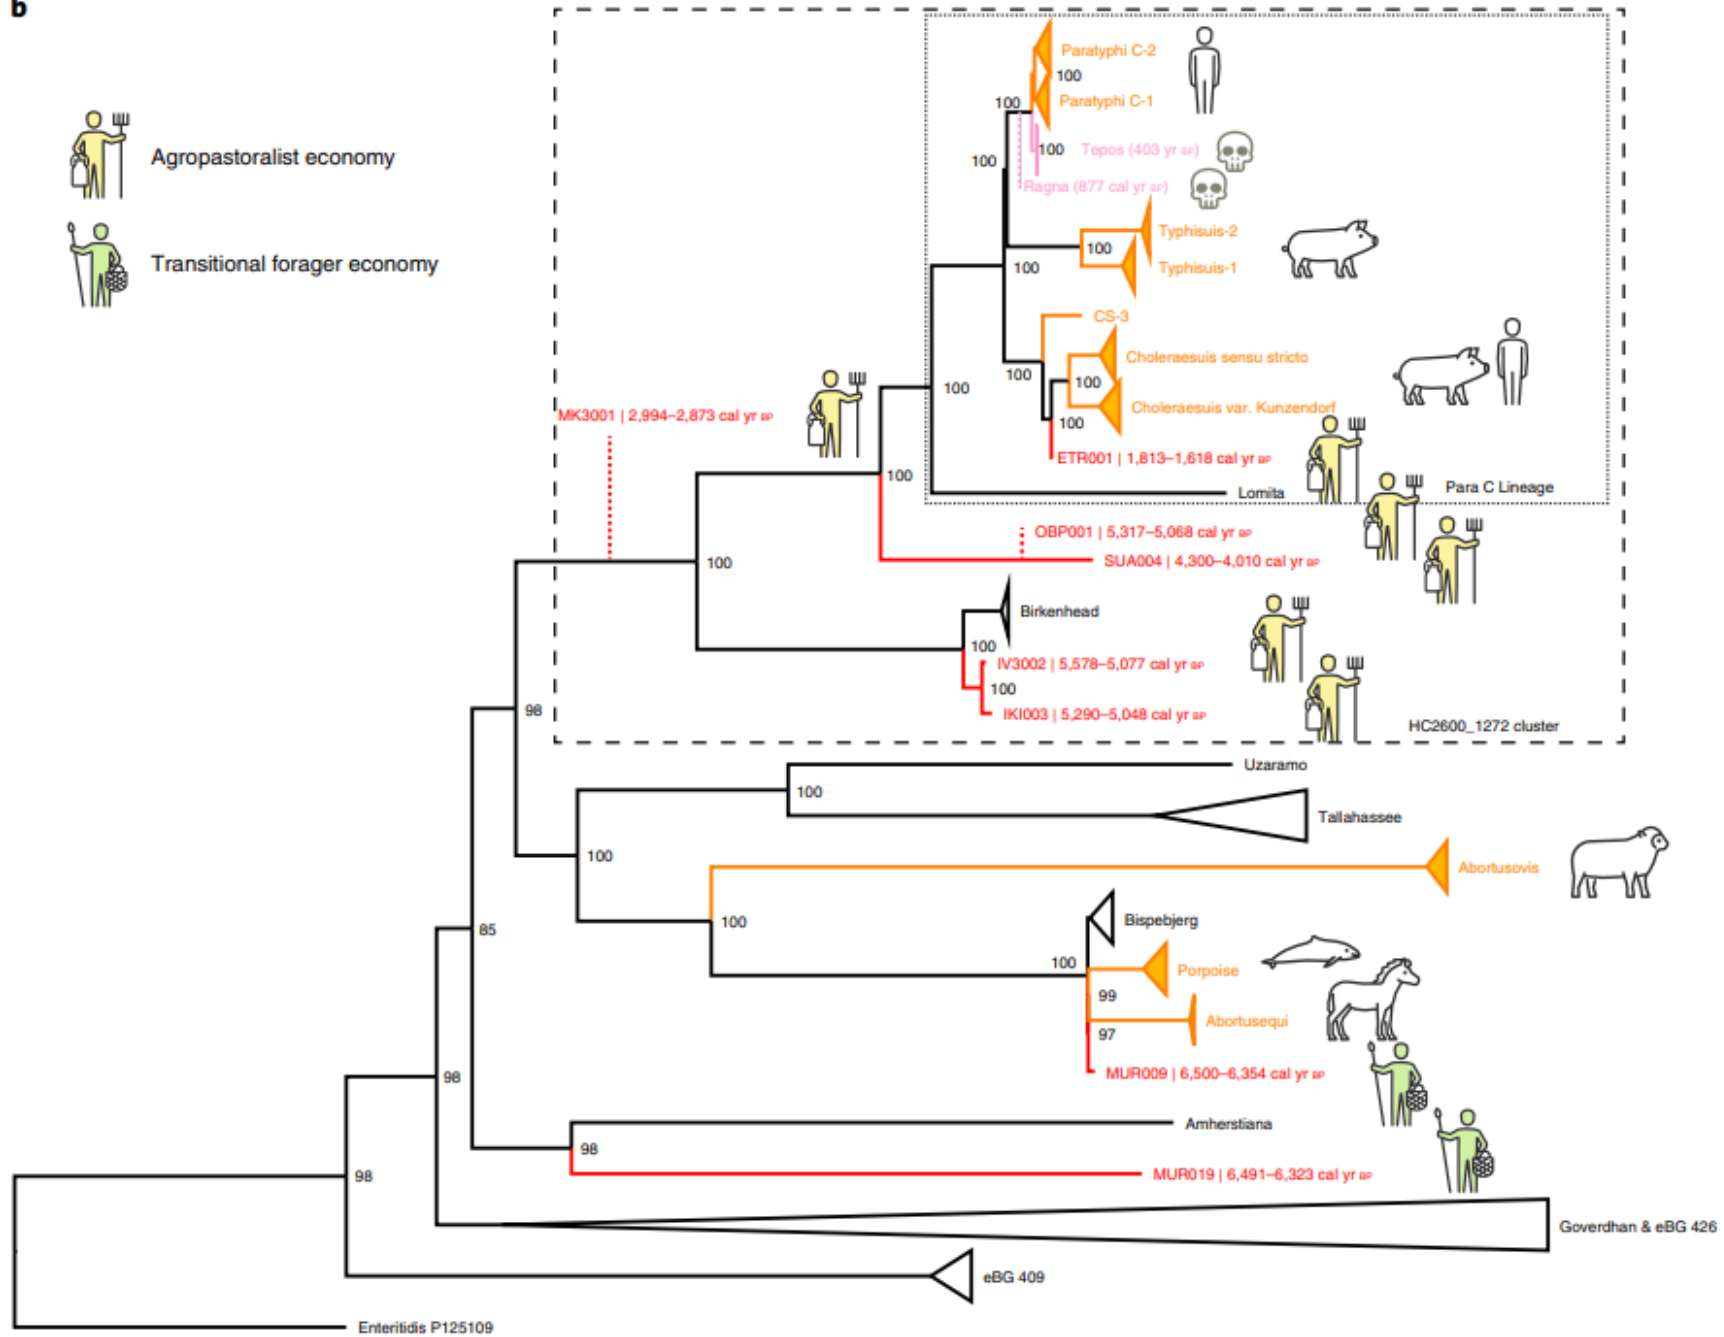 b
Agropastoralist economy
Transitional forager economy
Paratyphi C-2
100
Paratyphi C-1
100
100 Tepos (403 yr BP)
100
Ragna (877 cal yr BP)
Typhisuis-2
100
Typhisuis-1
100
CS-3
Choleraesuis sensu stricto
100
100
100
Choleraesuis var. Kunzendorf
MK3001 | 2,994–2,873 cal yr BP
100
ETR001 | 1,813–1,618 cal yr BP
100
Lomita
Para C Lineage
OBP001 | 5,317–5,068 cal yr BP
SUA004 | 4,300–4,010 cal yr BP
100
Birkenhead
100
IV3002 | 5,578–5,077 cal yr BP
100
IKI003 | 5,290–5,048 cal yr BP
98
HC2600_1272 cluster
Uzaramo
100
Tallahassee
100
Abortusovis
100
Bispebjerg
85
100
Porpoise
99
Abortusequi
97
MUR009 | 6,500–6,354 cal yr BP
98
Amherstiana
98
MUR019 | 6,491–6,323 cal yr BP
98
Goverdhan & eBG 426
eBG 409
Enteritidis P125109